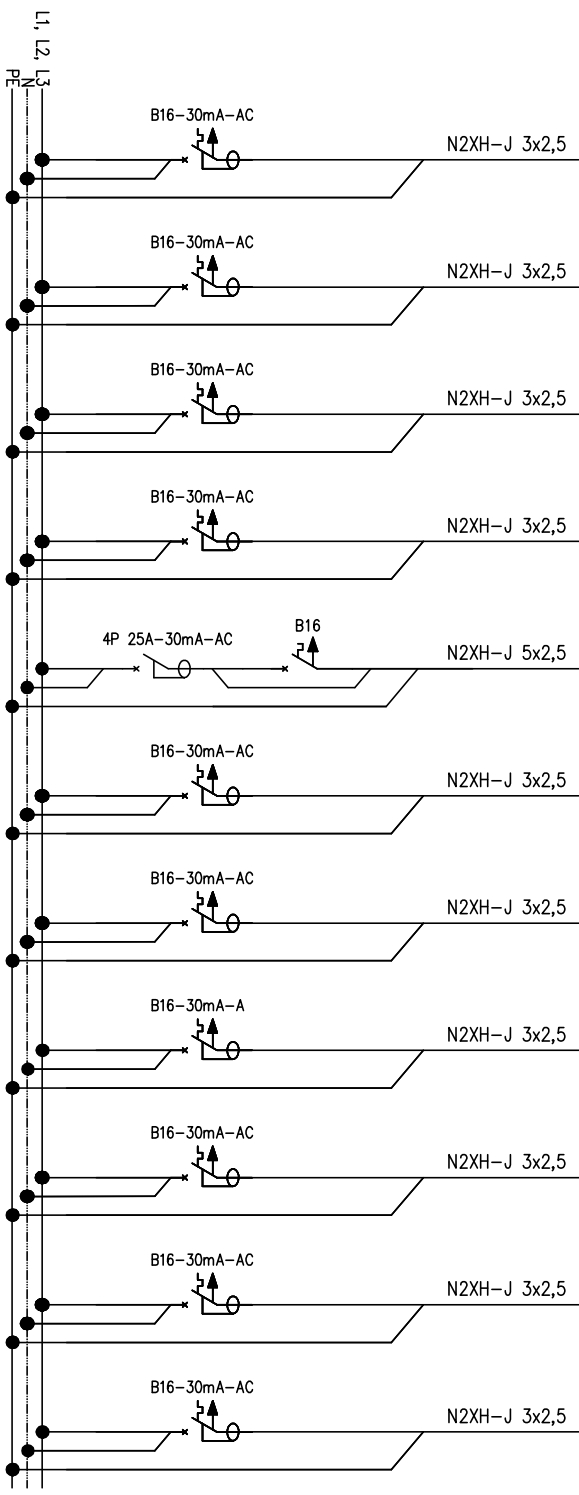 L1, L2, L3
N
PE
B16-30mA-AC
N2XH-J 3x2,5
B16-30mA-AC
N2XH-J 3x2,5
B16-30mA-AC
N2XH-J 3x2,5
B16-30mA-AC
N2XH-J 3x2,5
4P 25A-30mA-AC
B16
N2XH-J 5x2,5
B16-30mA-AC
N2XH-J 3x2,5
B16-30mA-AC
N2XH-J 3x2,5
B16-30mA-A
N2XH-J 3x2,5
B16-30mA-AC
N2XH-J 3x2,5
B16-30mA-AC
N2XH-J 3x2,5
B16-30mA-AC
N2XH-J 3x2,5